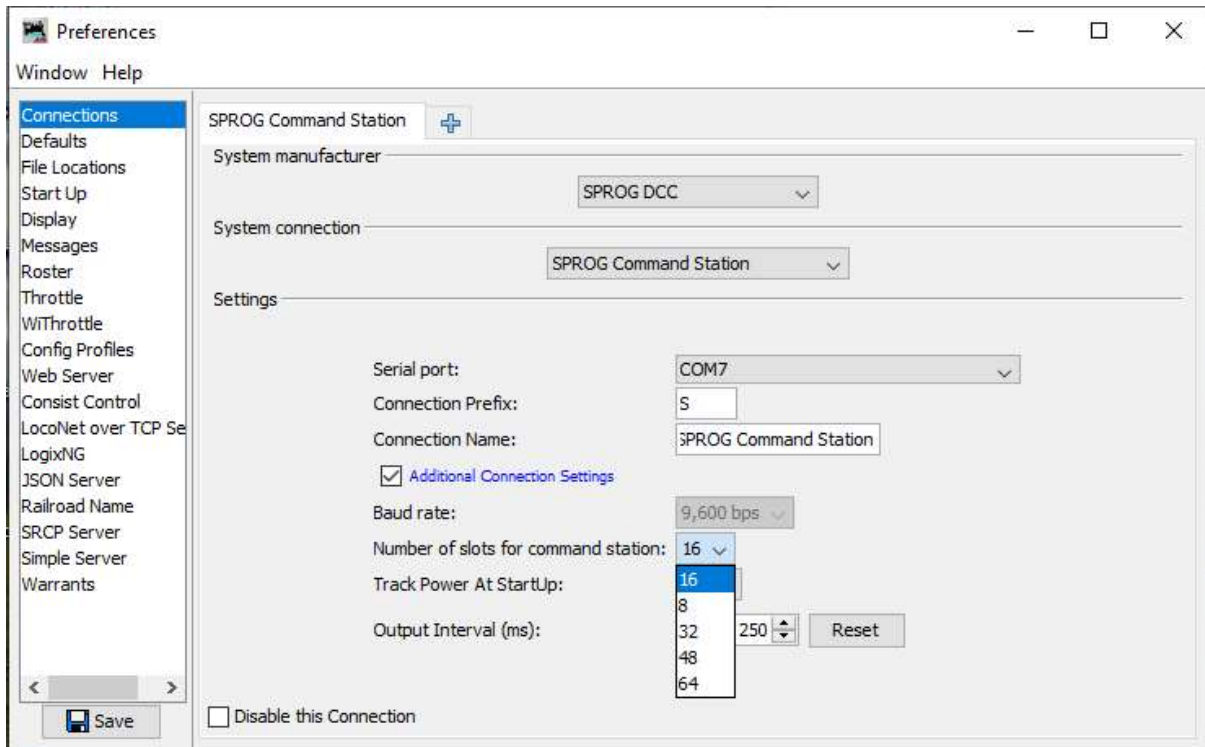 Preferences
Window Help
Connections
Defaults
File Locations
Start Up
Display
Messages
Roster
Throttle
WiThrottle
Config Profiles
Web Server
Consist Control
LocoNet over TCP Se
LogixNG
JSON Server
Railroad Name
SRCP Server
Simple Server
Warrants
Save
SPROG Command Station
System manufacturer
SPROG DCC
System connection
SPROG Command Station
Settings
Serial port: COM7
Connection Prefix: S
Connection Name: SPROG Command Station
Additional Connection Settings
Baud rate: 9,600 bps
Number of slots for command station: 16
16
8
32
48
64
Track Power At StartUp:
Output Interval (ms): 250 Reset
Disable this Connection